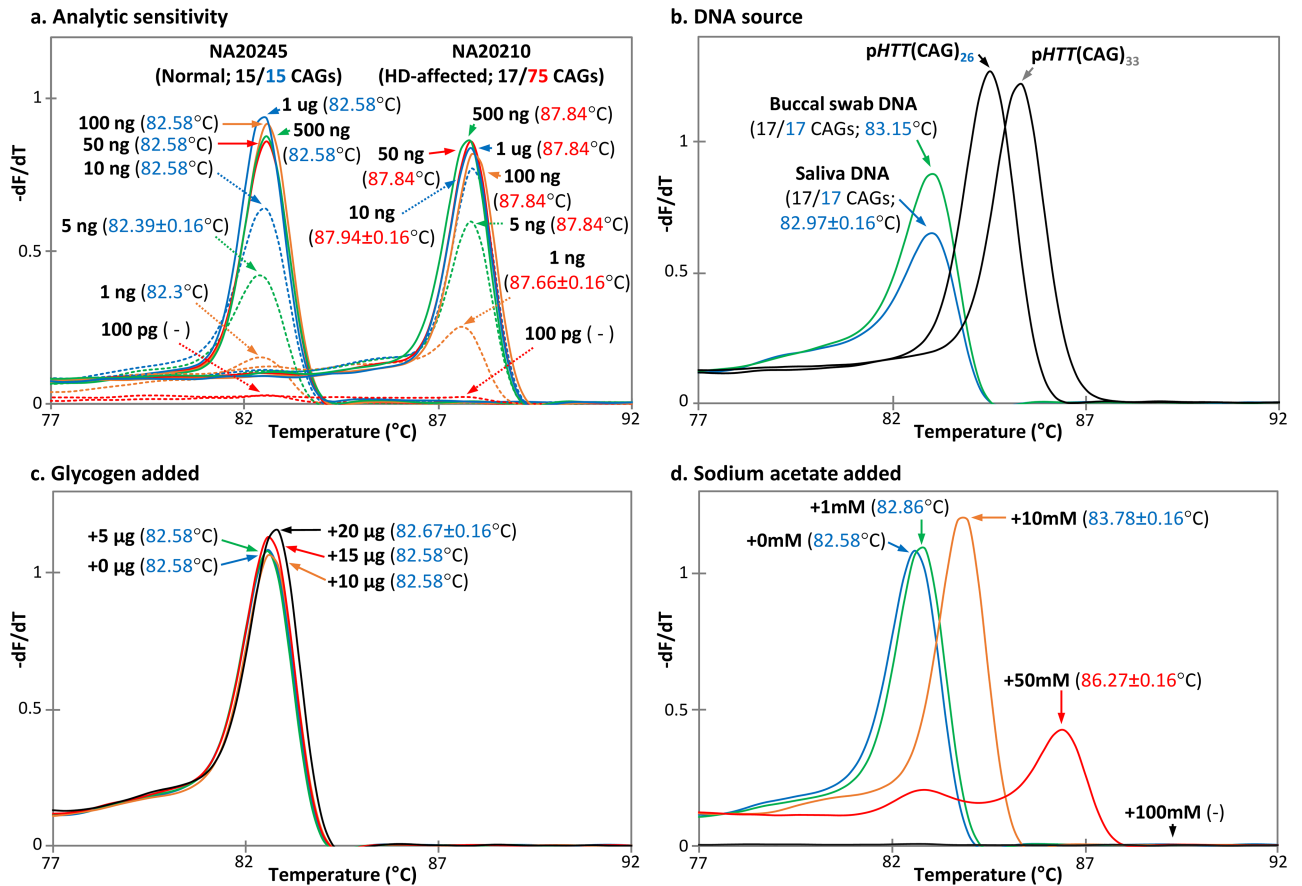 a. Analytic sensitivity
NA20245
(Normal; 15/15 CAGs)
NA20210
(HD-affected; 17/75 CAGs)
1 ug (82.58°C)
100 ng (82.58°C)
500 ng
(82.58°C)
50 ng (82.58°C)
10 ng (82.58°C)
5 ng (82.39±0.16°C)
1 ng (82.3°C)
100 pg ( - )
500 ng (87.84°C)
50 ng
(87.84°C)
1 ug (87.84°C)
100 ng
(87.84°C)
10 ng
(87.94±0.16°C)
5 ng (87.84°C)
1 ng
(87.66±0.16°C)
100 pg ( - )
-dF/dT
1
0.5
0
77
82
87
92
Temperature (°C)
b. DNA source
pHTT(CAG)26
pHTT(CAG)33
Buccal swab DNA
(17/17 CAGs; 83.15°C)
Saliva DNA
(17/17 CAGs;
82.97±0.16°C)
-dF/dT
1
0.5
0
77
82
87
92
Temperature (°C)
c. Glycogen added
+5 µg (82.58°C)
+0 µg (82.58°C)
+20 µg (82.67±0.16°C)
+15 µg (82.58°C)
+10 µg (82.58°C)
-dF/dT
1
0.5
0
77
82
87
92
Temperature (°C)
d. Sodium acetate added
+1mM (82.86°C)
+0mM (82.58°C)
+10mM (83.78±0.16°C)
+50mM (86.27±0.16°C)
+100mM (-)
-dF/dT
1
0.5
0
77
82
87
92
Temperature (°C)